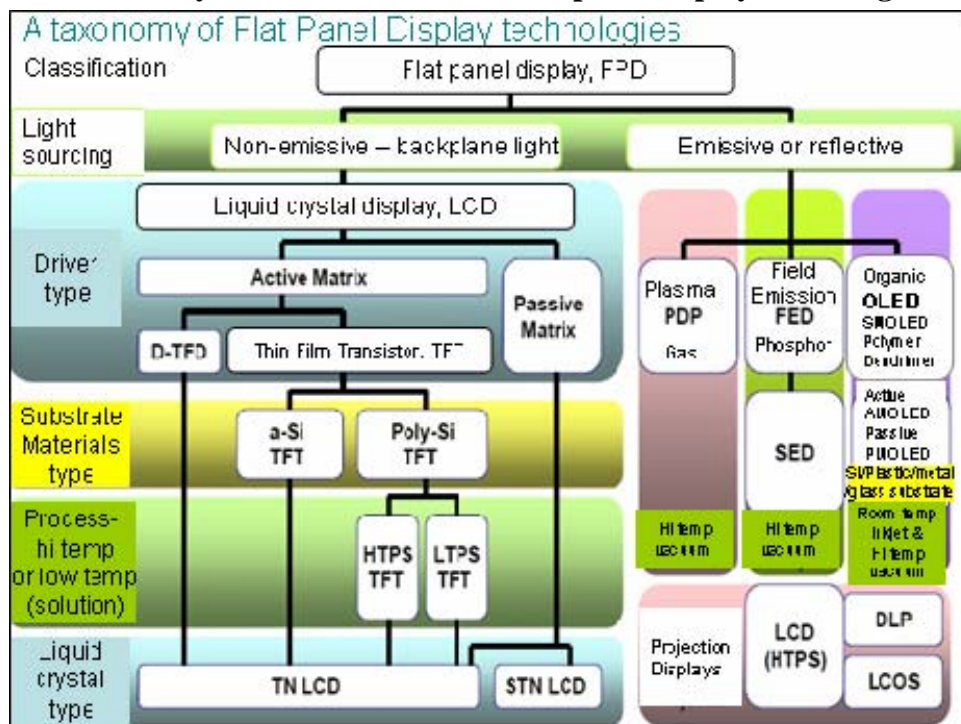 A taxonomy of Flat Panel Display technologies
Classification
Flat panel display, FPD
Light
sourcing
Non-emissive – backplane light
Emissive or reflective
Liquid crystal display, LCD
Driver
type
Active Matrix
Passive
Matrix
D-TFD
Thin Film Transistor, TFT
Plasma
PDP
Gas
Field
Emission
FED
Phosphor
Organic
OLED
SMOLED
Polymer
Dendrimer
Substrate
Materials
type
a-Si
TFT
Poly-Si
TFT
SED
Active
AMOLED
Passive
PMOLED
Si/Plastic/metal
/glass substrate
Process-
hi temp
or low temp
(solution)
HTPS
TFT
LTPS
TFT
Hi temp
vacuum
Hi temp
vacuum
Room temp
Inkjet &
Hi temp
vacuum
Liquid
crystal
type
TN LCD
STN LCD
Projection
Displays
LCD
(HTPS)
DLP
LCOS